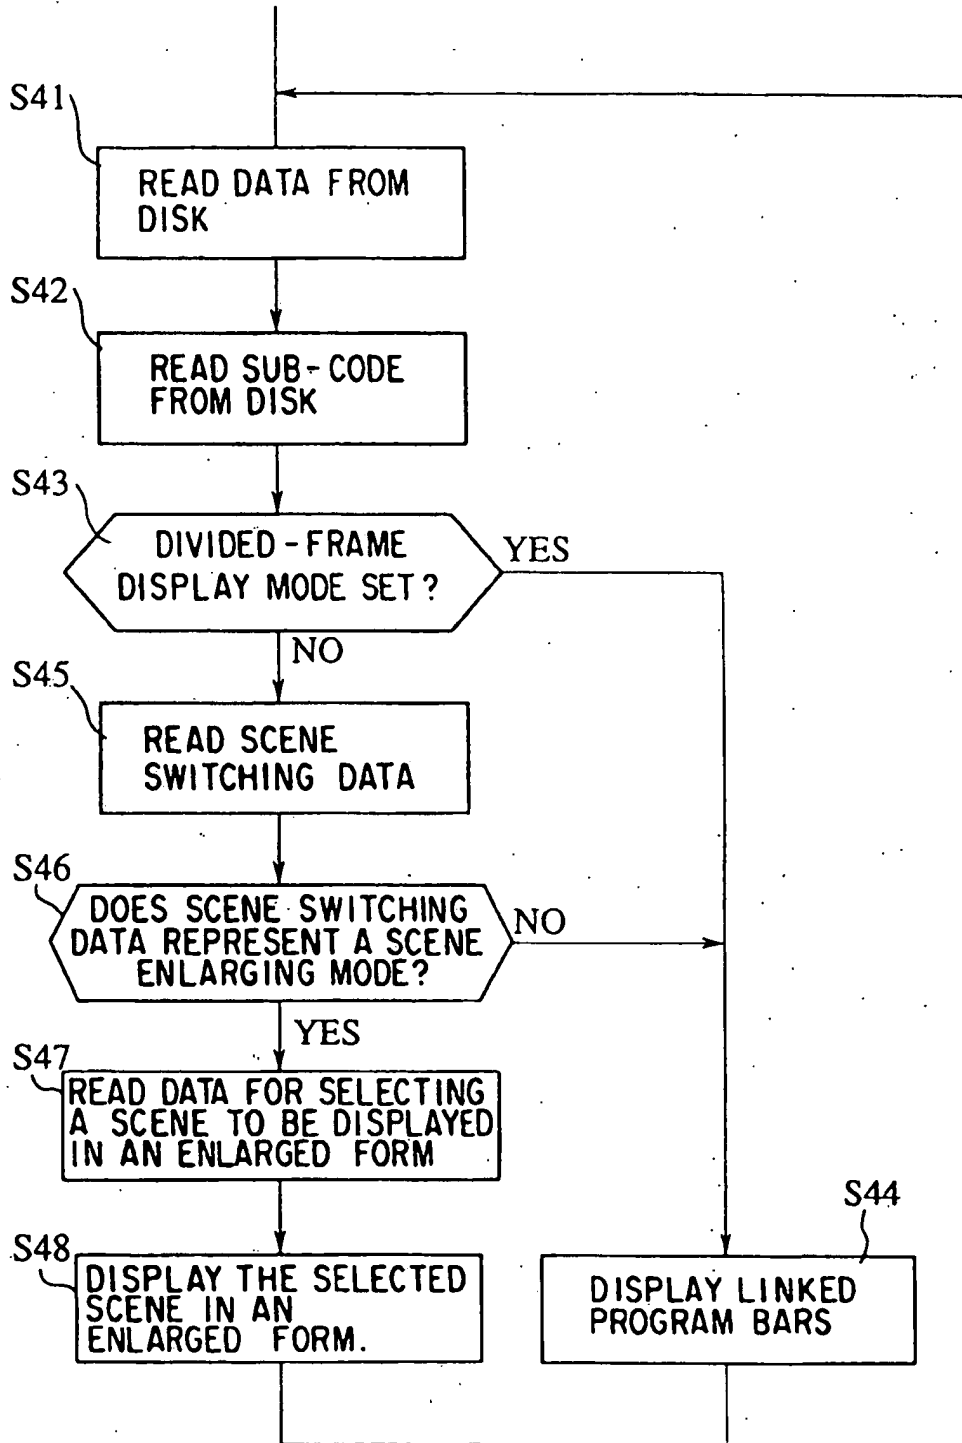 S41
READ DATA FROM
DISK
S42
READ SUB-CODE
FROM DISK
S43
DIVIDED-FRAME
DISPLAY MODE SET?
YES
NO
S45
READ SCENE
SWITCHING DATA
S46
DOES SCENE SWITCHING
DATA REPRESENT A SCENE
ENLARGING MODE?
NO
YES
S47
READ DATA FOR SELECTING
A SCENE TO BE DISPLAYED
IN AN ENLARGED FORM
S44
S48
DISPLAY THE SELECTED
SCENE IN AN
ENLARGED FORM.
DISPLAY LINKED
PROGRAM BARS